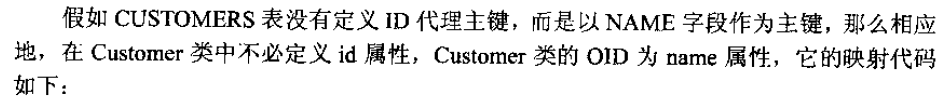 假如 CUSTOMERS 表没有定义 ID 代理主键，而是以 NAME 字段作为主键，那么相应
地，在 Customer 类中不必定义 id 属性，Customer 类的 OID 为 name 属性，它的映射代码
如下：